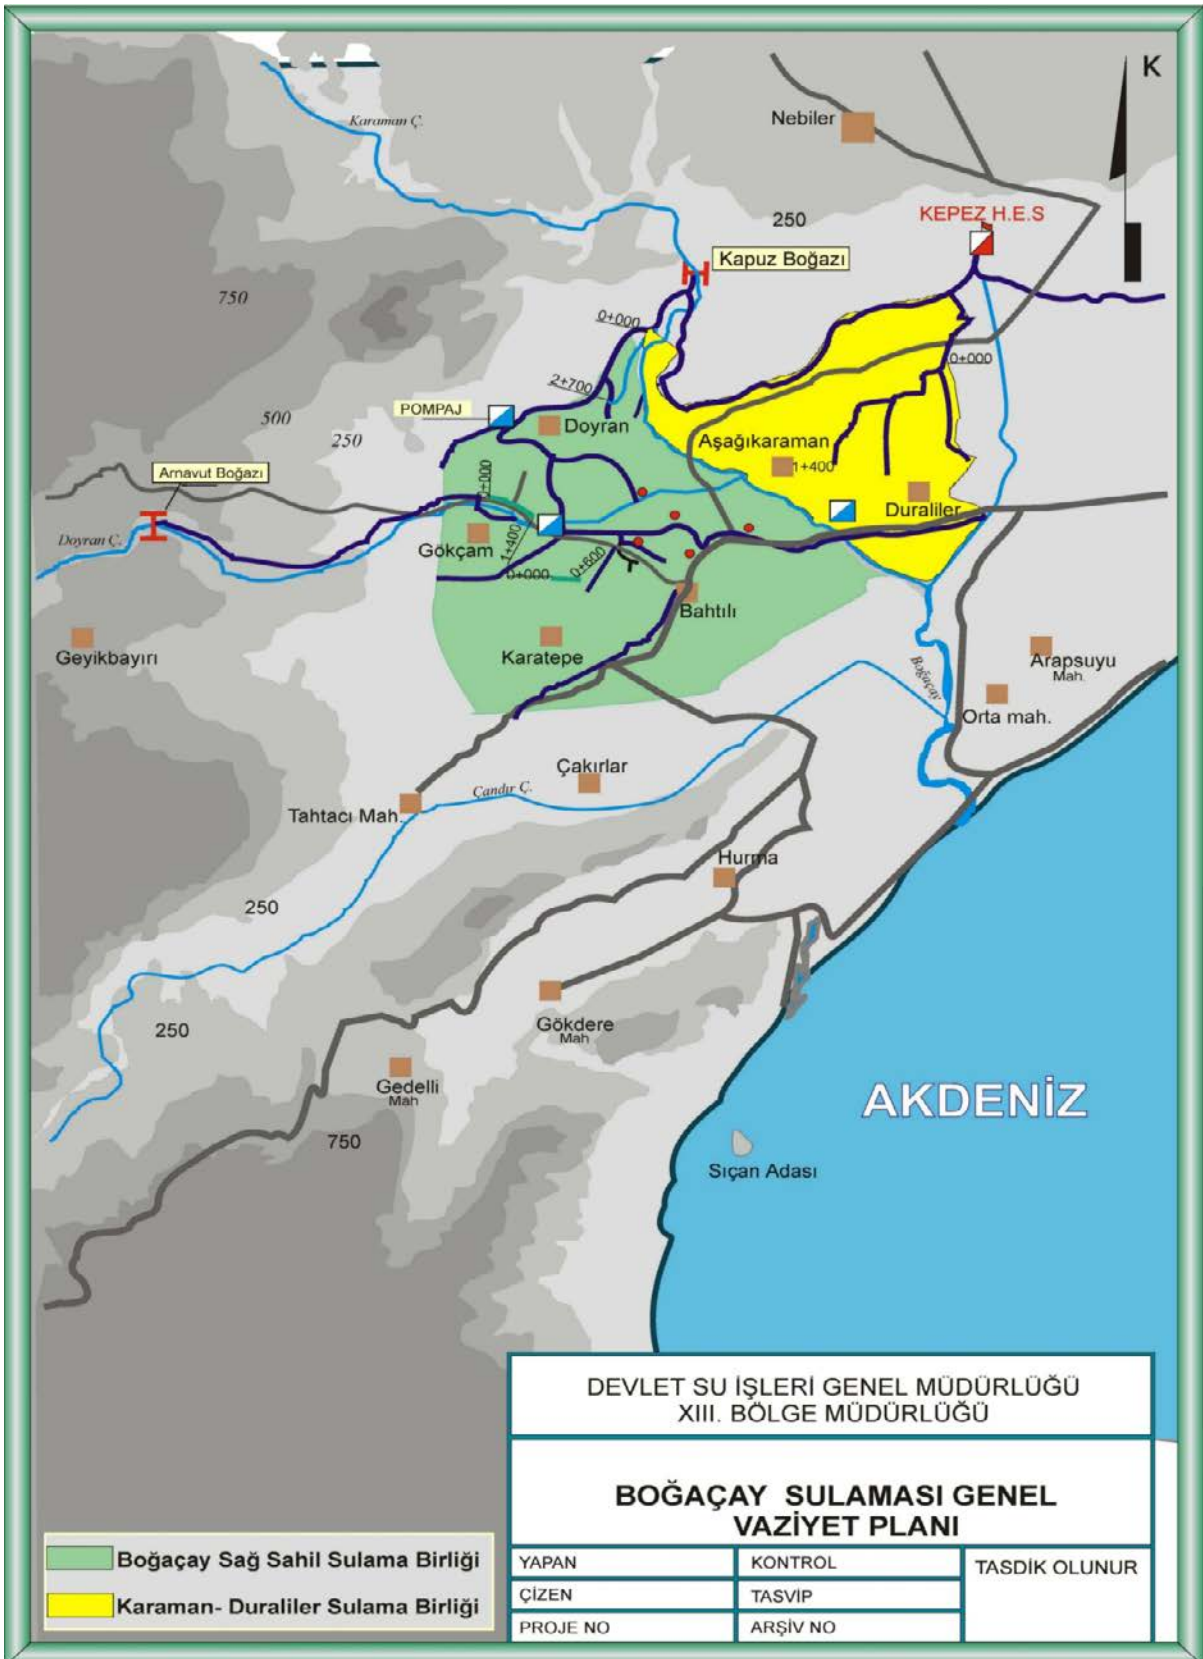 K
Karaman Ç.
Nebiler
250
KEPEZ H.E.S
Kapuz Boğazı
750
0+000
0+000
2+700
POMPAJ
500
250
Doyran
Aşağıkaraman
1+400
Arnavut Boğazı
0+000
Duraliler
Doyran Ç.
Gökçam
1+400
0+000
0+600
Bahtılı
Geyikbayırı
Karatepe
Boğaçay
Arapsuyu
Mah.
Orta mah.
Çakırlar
Çandır Ç.
Tahtacı Mah.
Hurma
250
250
Gökdere
Mah
Gedelli
Mah
AKDENİZ
750
Sıçan Adası
DEVLET SU İŞLERİ GENEL MÜDÜRLÜĞÜ
XIII. BÖLGE MÜDÜRLÜĞÜ
BOĞAÇAY SULAMASI GENEL
VAZİYET PLANI
Boğaçay Sağ Sahil Sulama Birliği
Karaman- Duraliler Sulama Birliği
YAPAN
KONTROL
TASDİK OLUNUR
ÇİZEN
TASVİP
PROJE NO
ARŞİV NO